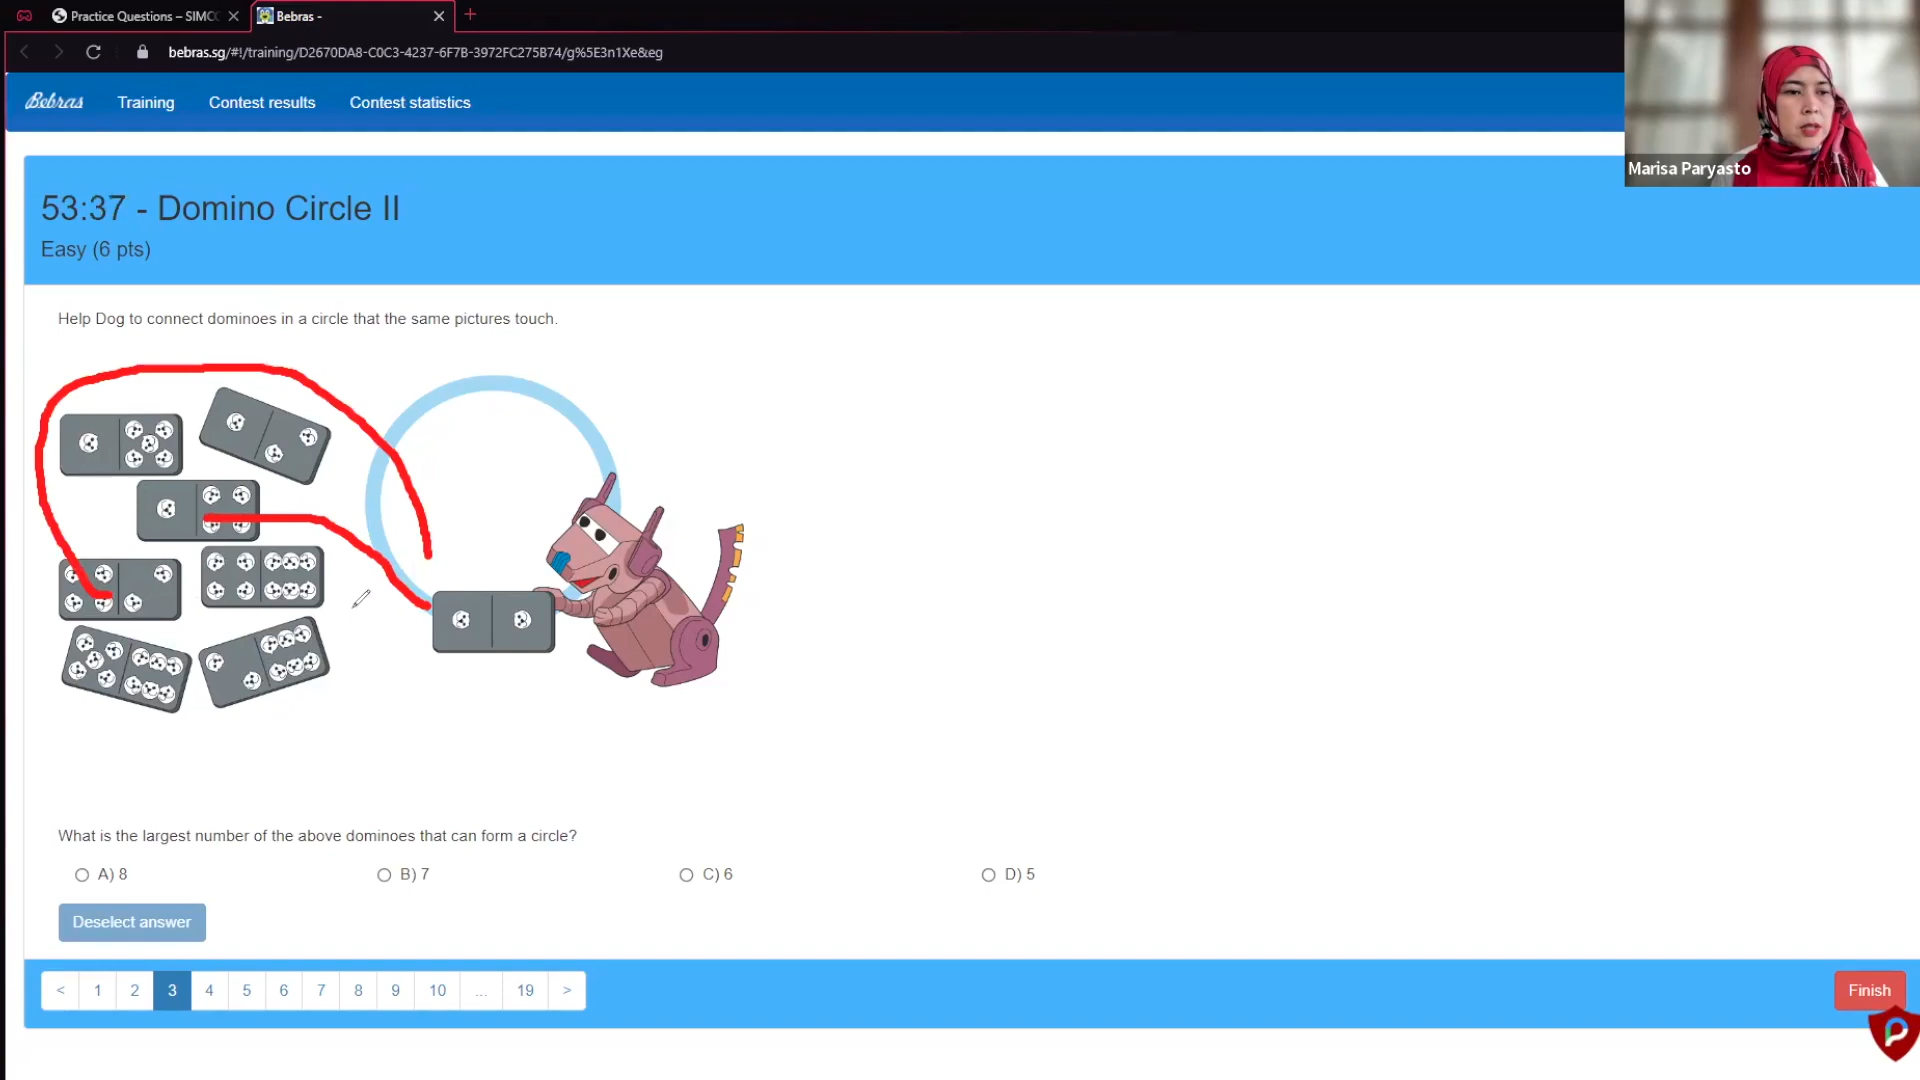 Practice Questions – SIMCC
Bebras -
bebras.sg/#!/training/D2670DA8-C0C3-4237-6F7B-3972FC275B74/g%5E3n1Xe&eg
Bebras Training Contest results Contest statistics
Marisa Paryasto
53:37 - Domino Circle II
Easy (6 pts)
Help Dog to connect dominoes in a circle that the same pictures touch.
What is the largest number of the above dominoes that can form a circle?
A) 8 B) 7 C) 6 D) 5
Deselect answer
< 1 2 3 4 5 6 7 8 9 10 ... 19 >
Finish